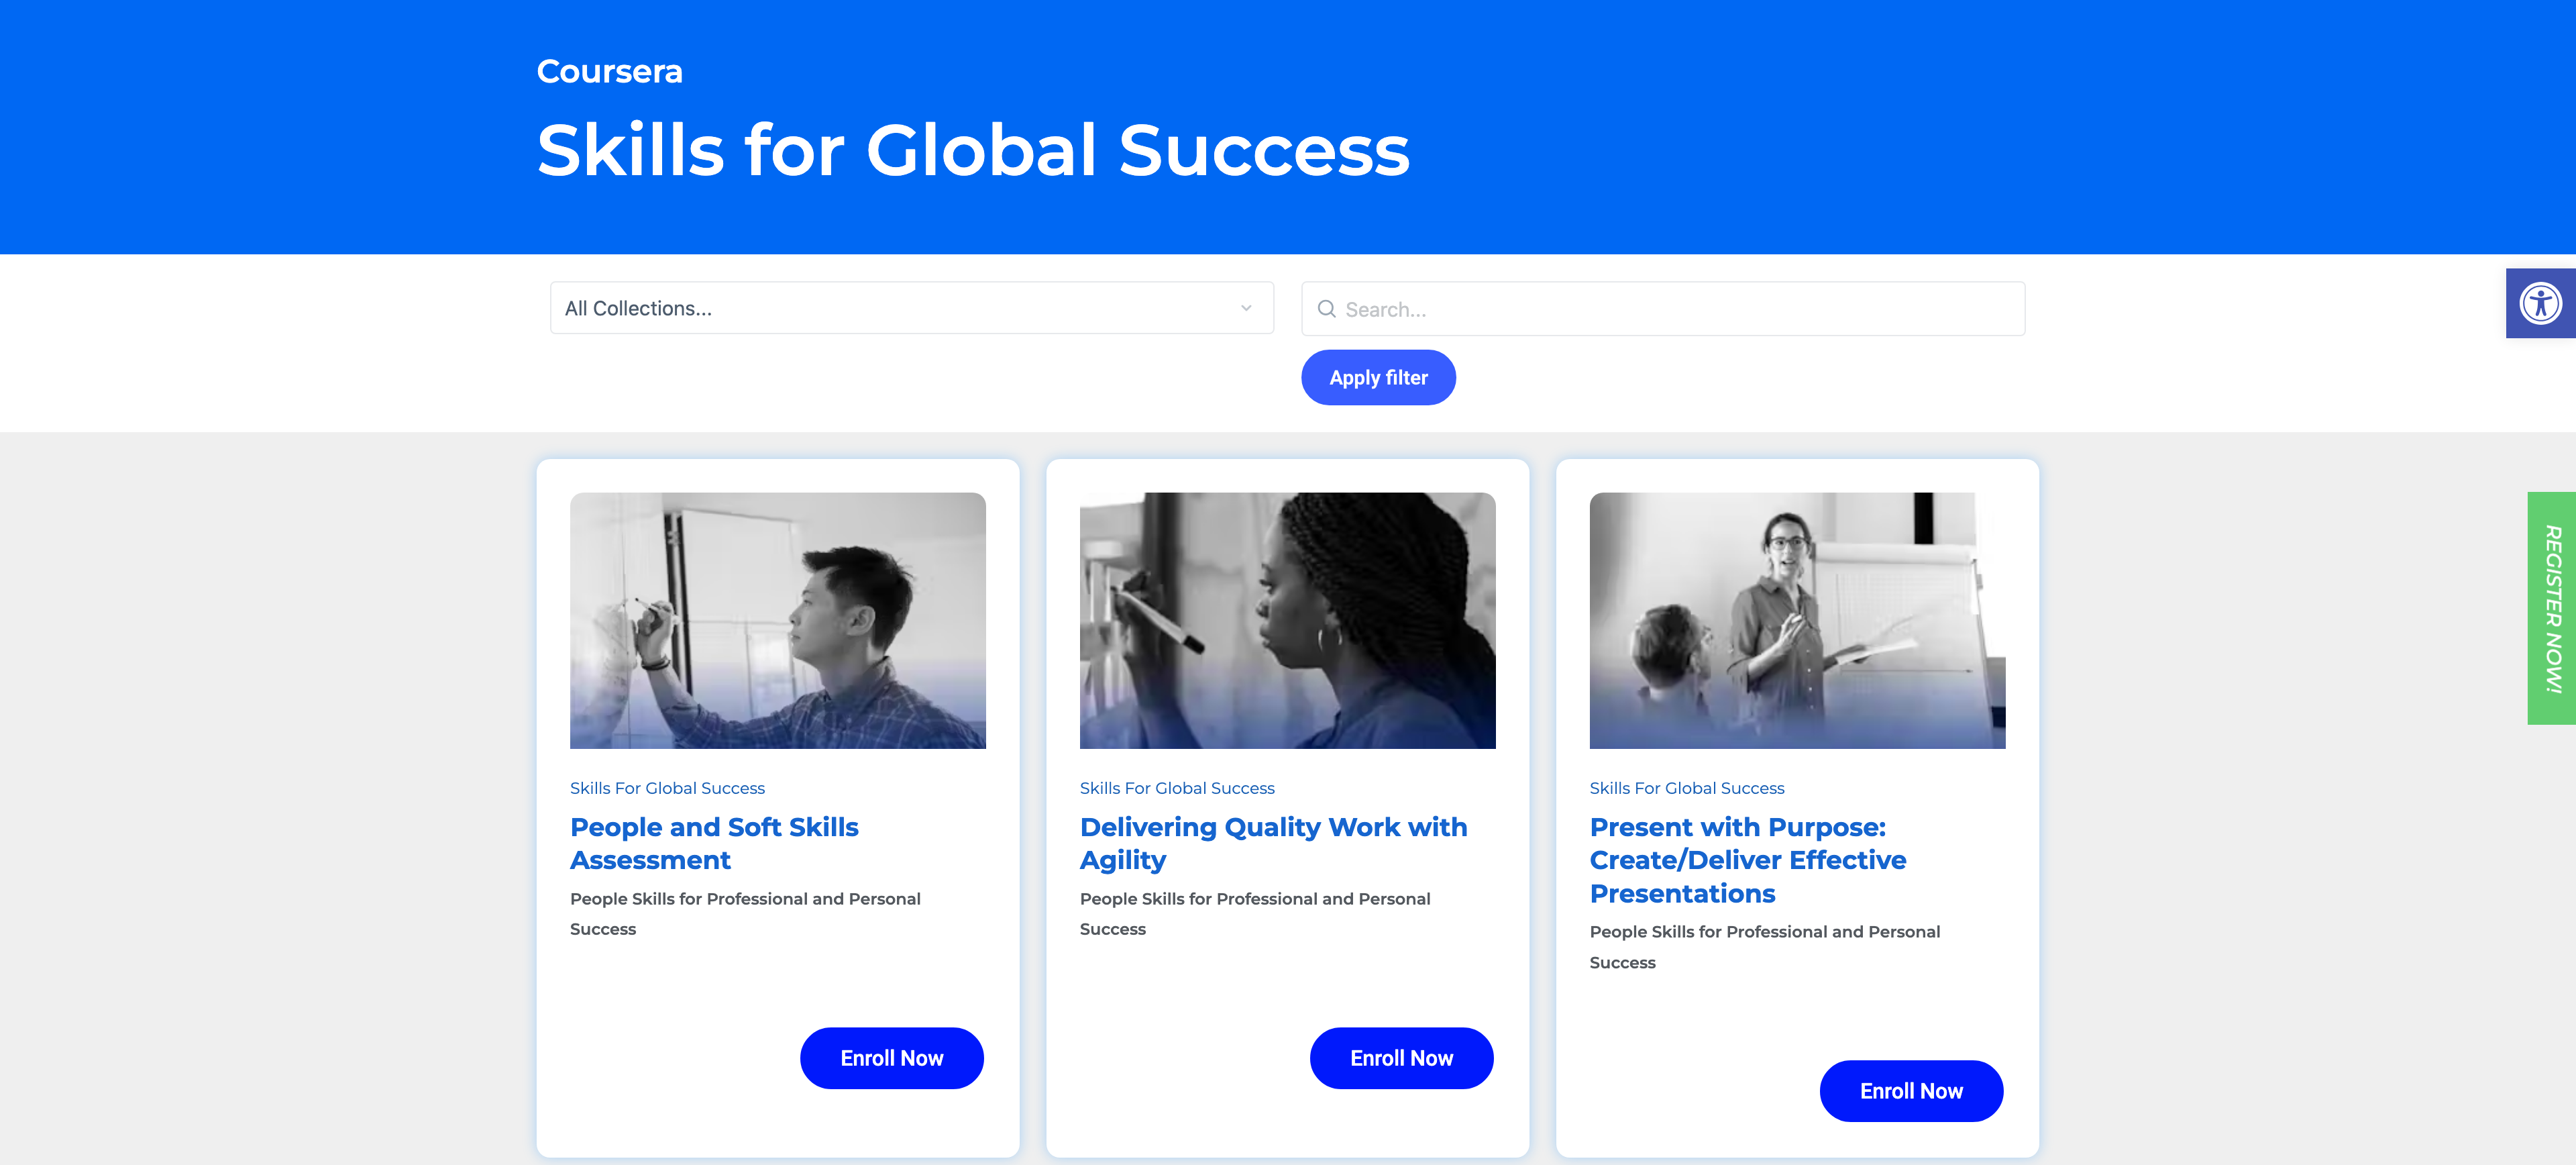 Coursera
Skills for Global Success
All Collections...
Search...
Apply filter
REGISTER NOW!
Skills For Global Success
People and Soft Skills
Assessment
People Skills for Professional and Personal
Success
Enroll Now
Skills For Global Success
Delivering Quality Work with
Agility
People Skills for Professional and Personal
Success
Enroll Now
Skills For Global Success
Present with Purpose:
Create/Deliver Effective
Presentations
People Skills for Professional and Personal
Success
Enroll Now